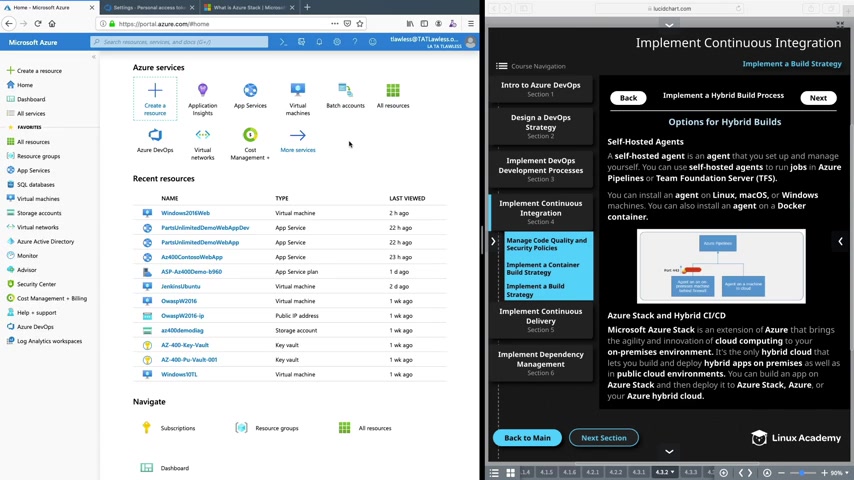 Home - Microsoft Azure
Settings - Personal access tok
What is Azure Stack | Microsoft
https://portal.azure.com/#home
Microsoft Azure
Search resources, services, and docs (G+/)
tlawless@TATLawless.o...
LA TA TLAWLESS
Create a resource
Home
Dashboard
All services
FAVORITES
All resources
Resource groups
App Services
SQL databases
Virtual machines
Storage accounts
Virtual networks
Azure Active Directory
Monitor
Advisor
Security Center
Cost Management + Billing
Help + support
Azure DevOps
Log Analytics workspaces
Azure services
Create a resource
Application Insights
App Services
Virtual machines
Batch accounts
All resources
Azure DevOps
Virtual networks
Cost Management +
More services
Recent resources
NAME TYPE LAST VIEWED
Windows2016Web Virtual machine 2 h ago
PartsUnlimitedDemoWebAppDev App Service 22 h ago
PartsUnlimitedDemoWebApp App Service 22 h ago
Az400ContosoWebApp App Service 23 h ago
ASP-Az400Demo-b960 App Service plan 1 d ago
JenkinsUbuntu Virtual machine 2 d ago
OwaspW2016 Virtual machine 1 wk ago
OwaspW2016-ip Public IP address 1 wk ago
az400demodiag Storage account 1 wk ago
AZ-400-Key-Vault Key vault 1 wk ago
AZ-400-Pu-Vault-001 Key vault 1 wk ago
Windows10TL Virtual machine 1 wk ago
Navigate
Subscriptions
Resource groups
All resources
Dashboard
lucidchart.com
Implement Continuous Integration
Implement a Build Strategy
Course Navigation
Intro to Azure DevOps
Section 1
Design a DevOps
Strategy
Section 2
Implement DevOps
Development Processes
Section 3
Implement Continuous
Integration
Section 4
Manage Code Quality and
Security Policies
Implement a Container
Build Strategy
Implement a Build
Strategy
Implement Continuous
Delivery
Section 5
Implement Dependency
Management
Section 6
Back
Implement a Hybrid Build Process
Next
Options for Hybrid Builds
Self-Hosted Agents
A self-hosted agent is an agent that you set up and manage
yourself. You can use self-hosted agents to run jobs in Azure
Pipelines or Team Foundation Server (TFS).
You can install an agent on Linux, macOS, or Windows
machines. You can also install an agent on a Docker
container.
Azure Pipelines
Port 443
Agent on an on-
premises machine
behind firewall
Agent on a machine
in cloud
Azure Stack and Hybrid CI/CD
Microsoft Azure Stack is an extension of Azure that brings
the agility and innovation of cloud computing to your
on-premises environment. It's the only hybrid cloud that
lets you build and deploy hybrid apps on premises as well as
in public cloud environments. You can build an app on
Azure Stack and then deploy it to Azure Stack, Azure, or
your Azure hybrid cloud.
Back to Main
Next Section
Linux Academy
1.4 4.1.5 4.1.6 4.2.1 4.2.2 4.3.1 4.3.2 4.3.3 90%